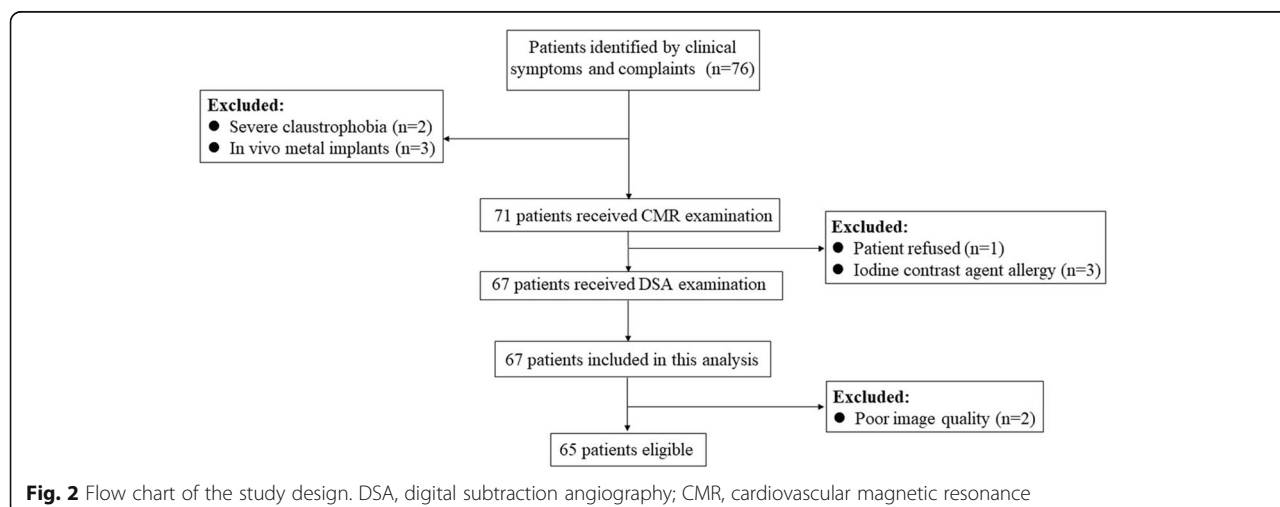 Patients identified by clinical
symptoms and complaints (n=76)
Excluded:
● Severe claustrophobia (n=2)
● In vivo metal implants (n=3)
71 patients received CMR examination
Excluded:
● Patient refused (n=1)
● Iodine contrast agent allergy (n=3)
67 patients received DSA examination
67 patients included in this analysis
Excluded:
● Poor image quality (n=2)
65 patients eligible
Fig. 2 Flow chart of the study design. DSA, digital subtraction angiography; CMR, cardiovascular magnetic resonance